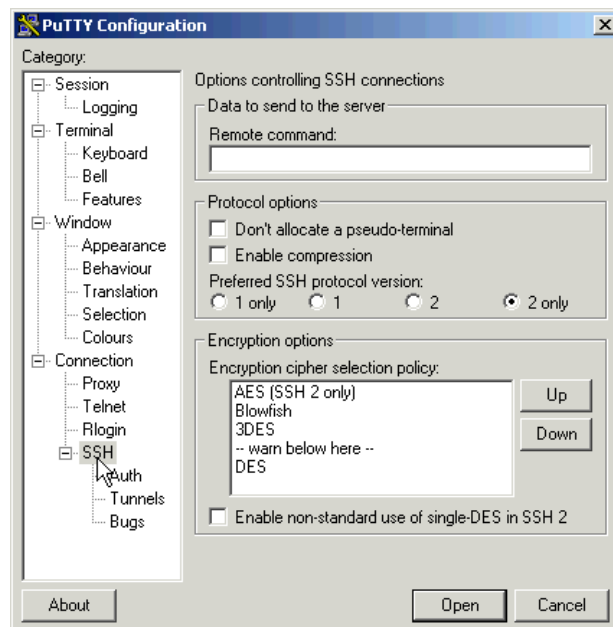 PuTTY Configuration
Category:
Session
Logging
Terminal
Keyboard
Bell
Features
Window
Appearance
Behaviour
Translation
Selection
Colours
Connection
Proxy
Telnet
Rlogin
SSH
Auth
Tunnels
Bugs
Options controlling SSH connections
Data to send to the server
Remote command:
Protocol options
Don't allocate a pseudo-terminal
Enable compression
Preferred SSH protocol version:
1 only 1 2 2 only
Encryption options
Encryption cipher selection policy:
AES (SSH 2 only)
Blowfish
3DES
-- warn below here --
DES
Up
Down
Enable non-standard use of single-DES in SSH 2
About
Open
Cancel